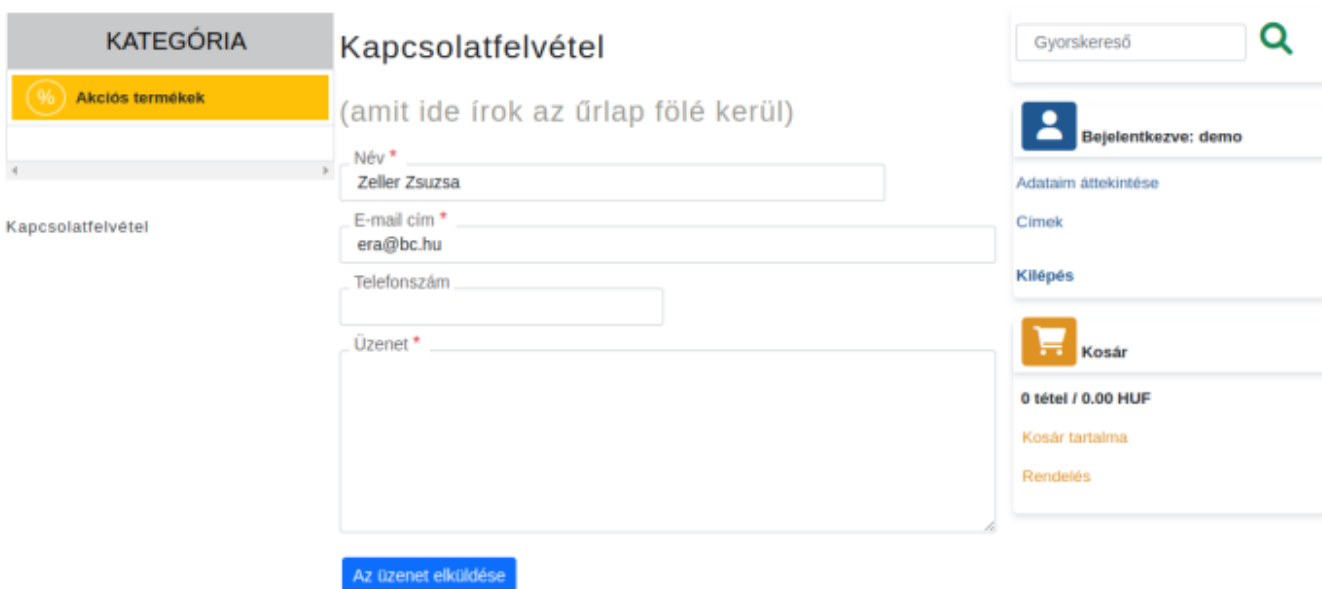 KATEGÓRIA
% Akciós termékek
Kapcsolatfelvétel
Kapcsolatfelvétel
(amit ide írok az űrlap fölé kerül)
Név *
Zeller Zsuzsa
E-mail cím *
era@bc.hu
Telefonszám
Üzenet *
Az üzenet elküldése
Gyorskereső
Bejelentkezve: demo
Adataim áttekintése
Címek
Kilépés
Kosár
0 tétel / 0.00 HUF
Kosár tartalma
Rendelés